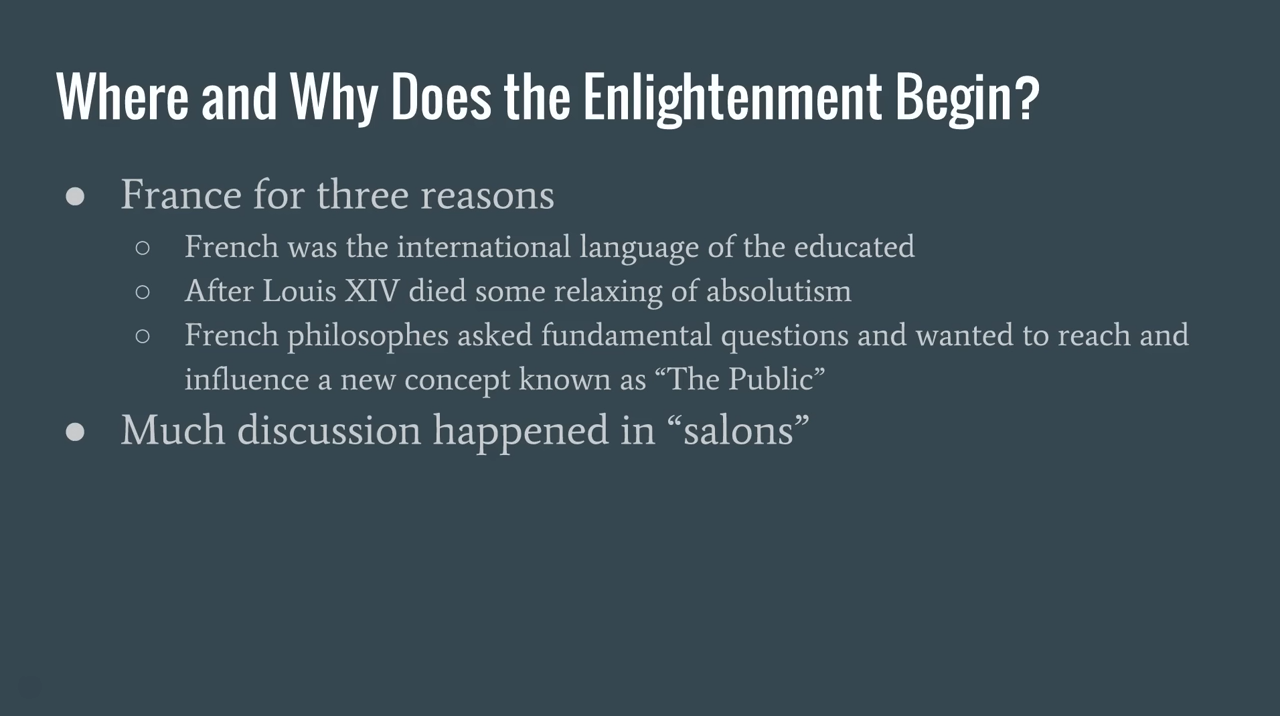 Where and Why Does the Enlightenment Begin?
● France for three reasons
○ French was the international language of the educated
○ After Louis XIV died some relaxing of absolutism
○ French philosophes asked fundamental questions and wanted to reach and
influence a new concept known as “The Public”
● Much discussion happened in “salons”